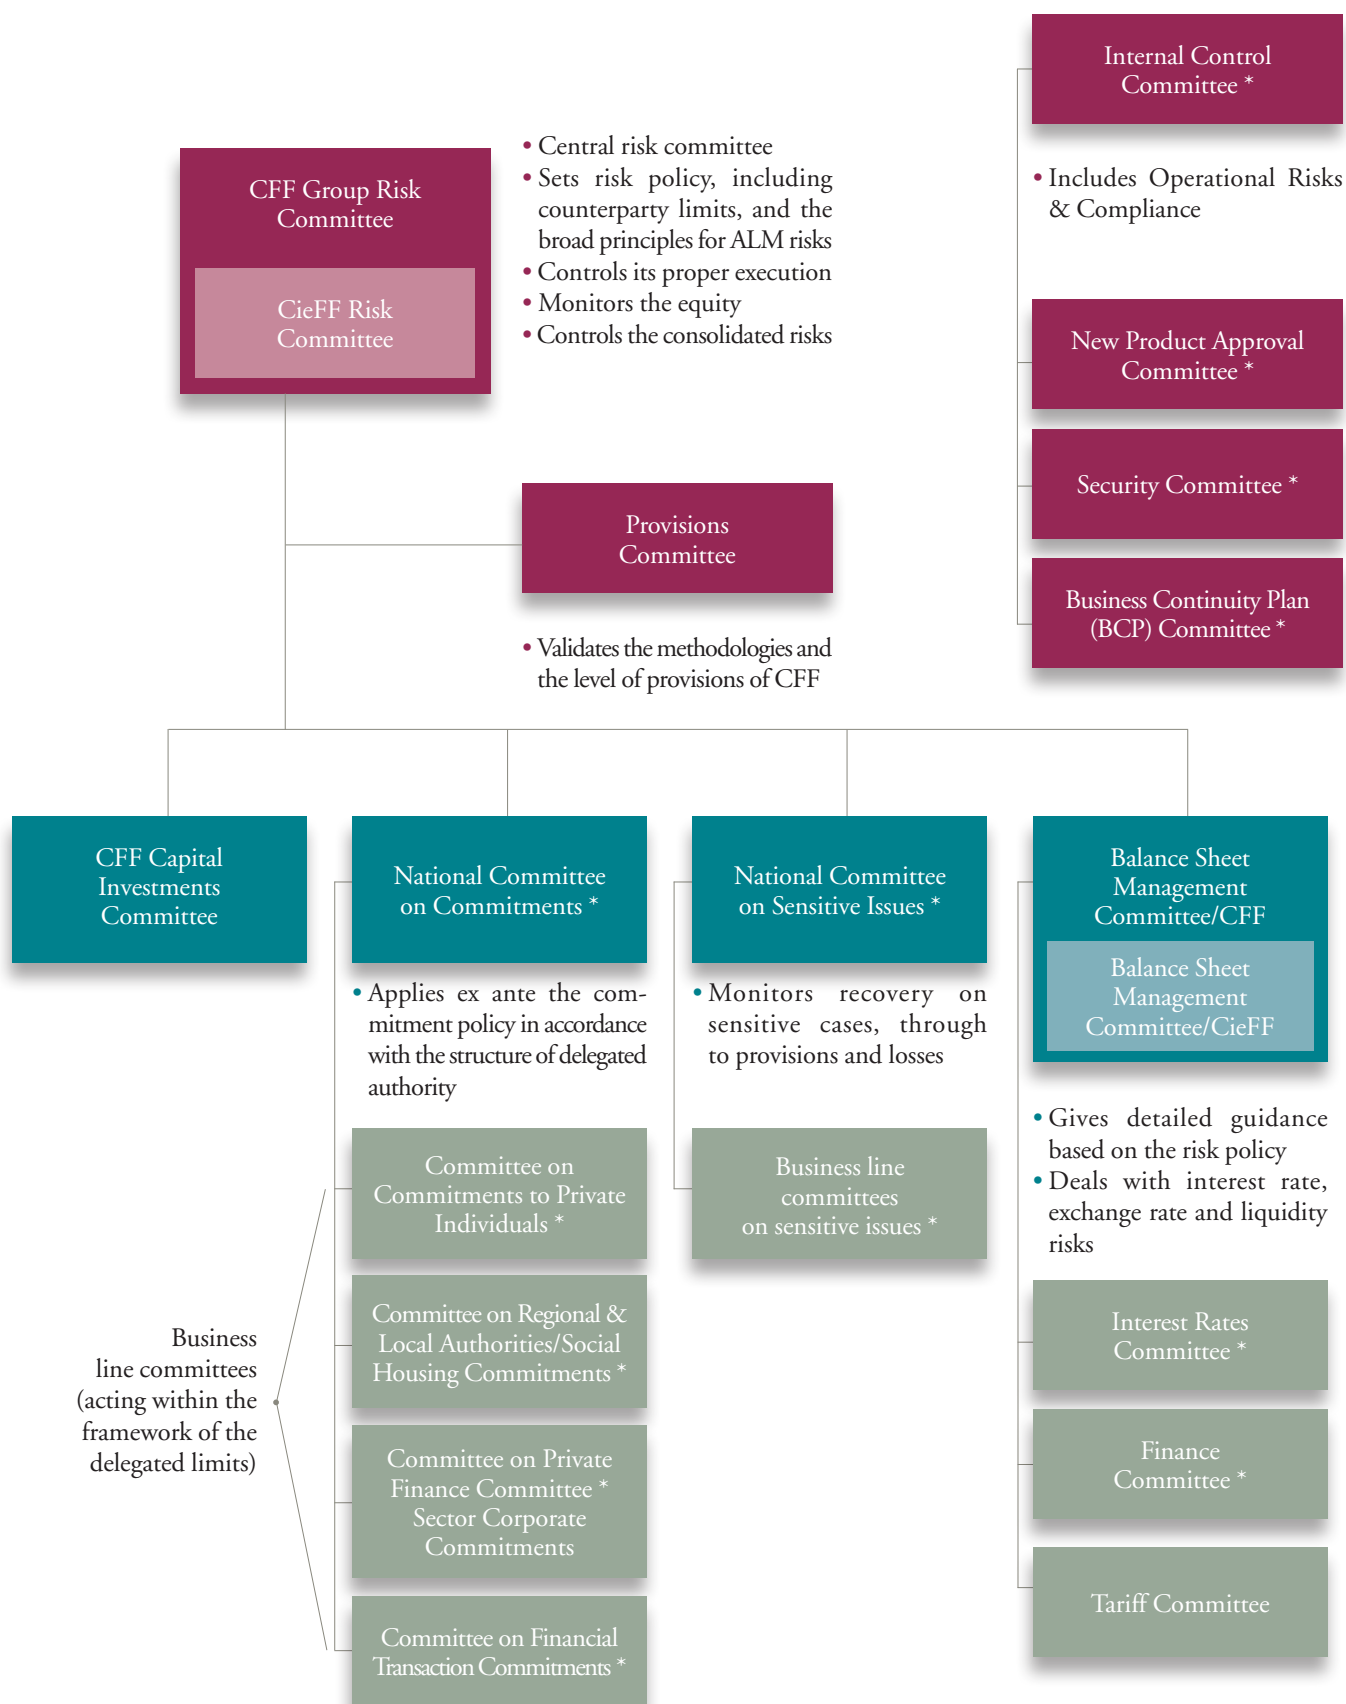 CFF Group Risk
Committee
CieFF Risk
Committee
• Central risk committee
• Sets risk policy, including
counterparty limits, and the
broad principles for ALM risks
• Controls its proper execution
• Monitors the equity
• Controls the consolidated risks
Internal Control
Committee *
• Includes Operational Risks
& Compliance
New Product Approval
Committee *
Security Committee *
Business Continuity Plan
(BCP) Committee *
Provisions
Committee
• Validates the methodologies and
the level of provisions of CFF
CFF Capital
Investments
Committee
National Committee
on Commitments *
• Applies ex ante the com-
mitment policy in accordance
with the structure of delegated
authority
Committee on
Commitments to Private
Individuals *
Committee on Regional &
Local Authorities/Social
Housing Commitments *
Committee on Private
Finance Committee *
Sector Corporate
Commitments
Committee on Financial
Transaction Commitments *
Business
line committees
(acting within the
framework of the
delegated limits)
National Committee
on Sensitive Issues *
• Monitors recovery on
sensitive cases, through
to provisions and losses
Business line
committees
on sensitive issues *
Balance Sheet
Management
Committee/CFF
Balance Sheet
Management
Committee/CieFF
• Gives detailed guidance
based on the risk policy
• Deals with interest rate,
exchange rate and liquidity
risks
Interest Rates
Committee *
Finance
Committee *
Tariff Committee